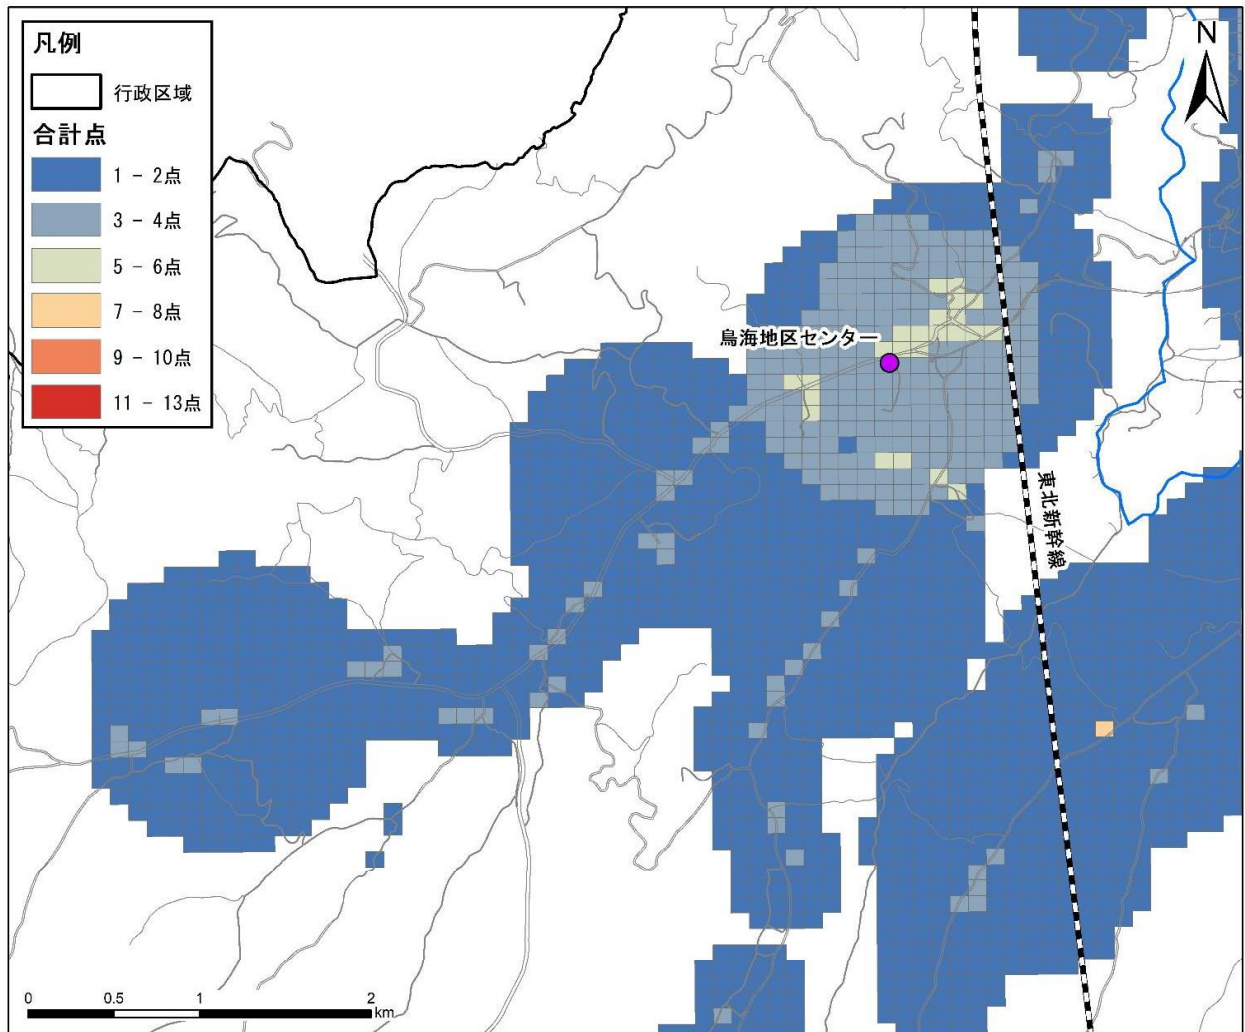 凡例
行政区域
合計点
1 - 2点
3 - 4点
5 - 6点
7 - 8点
9 - 10点
11 - 13点
N
鳥海地区センター
東北新幹線
0 0.5 1 2
km